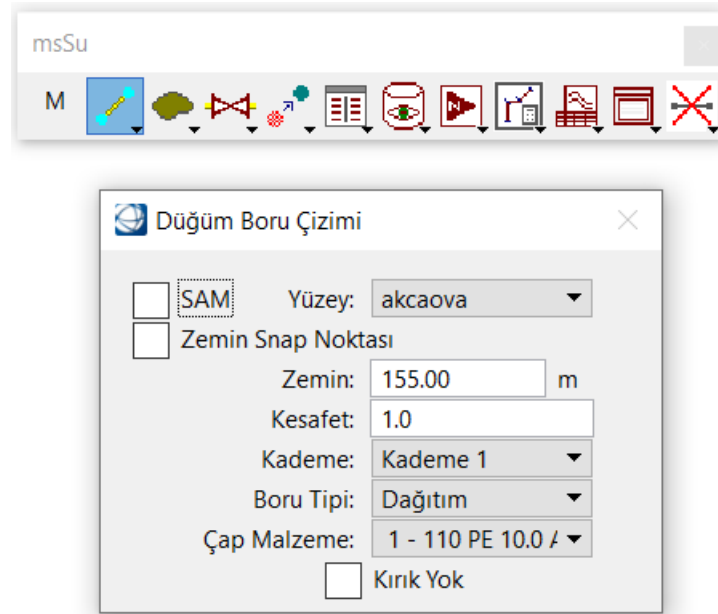 msSu
M
Düğüm Boru Çizimi
SAM Yüzey: akcaova
Zemin Snap Noktası
Zemin: 155.00 m
Kesafet: 1.0
Kademe: Kademe 1
Boru Tipi: Dağıtım
Çap Malzeme: 1 - 110 PE 10.0
Kırık Yok